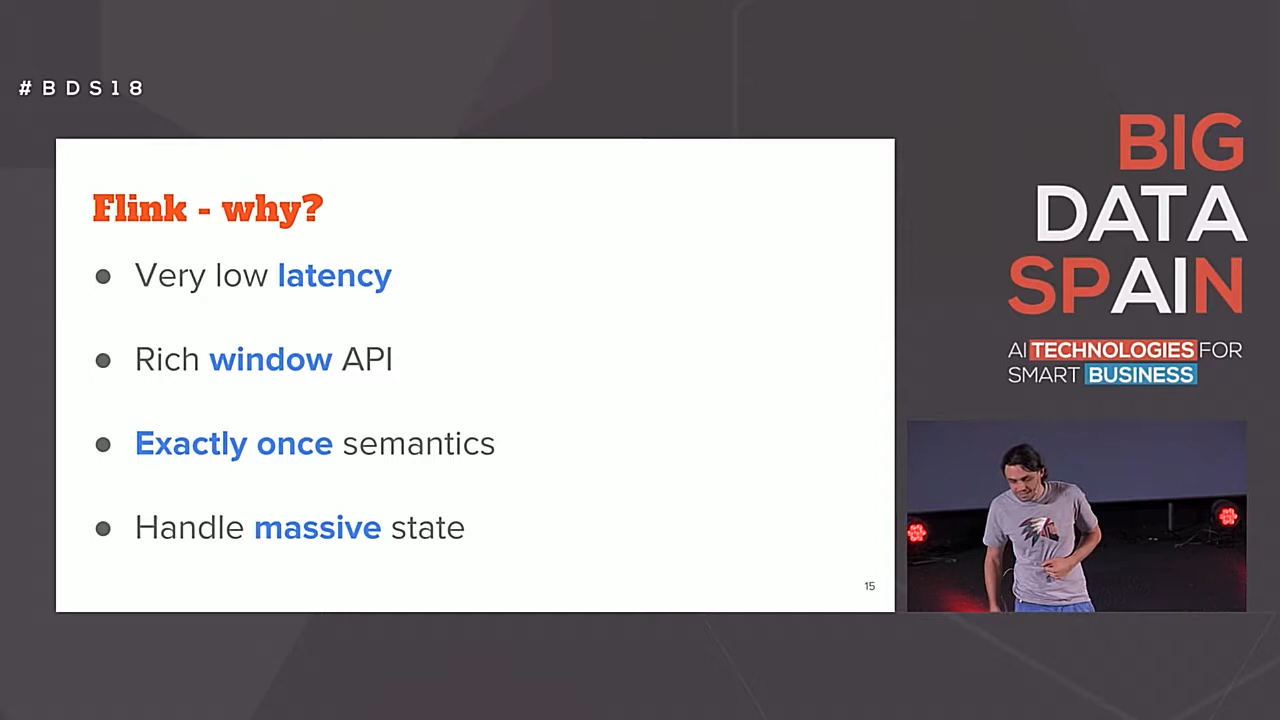 #BDS18
Flink - why?
● Very low latency
● Rich window API
● Exactly once semantics
● Handle massive state
15
BIG
DATA
SPAIN
AI TECHNOLOGIES FOR
SMART BUSINESS